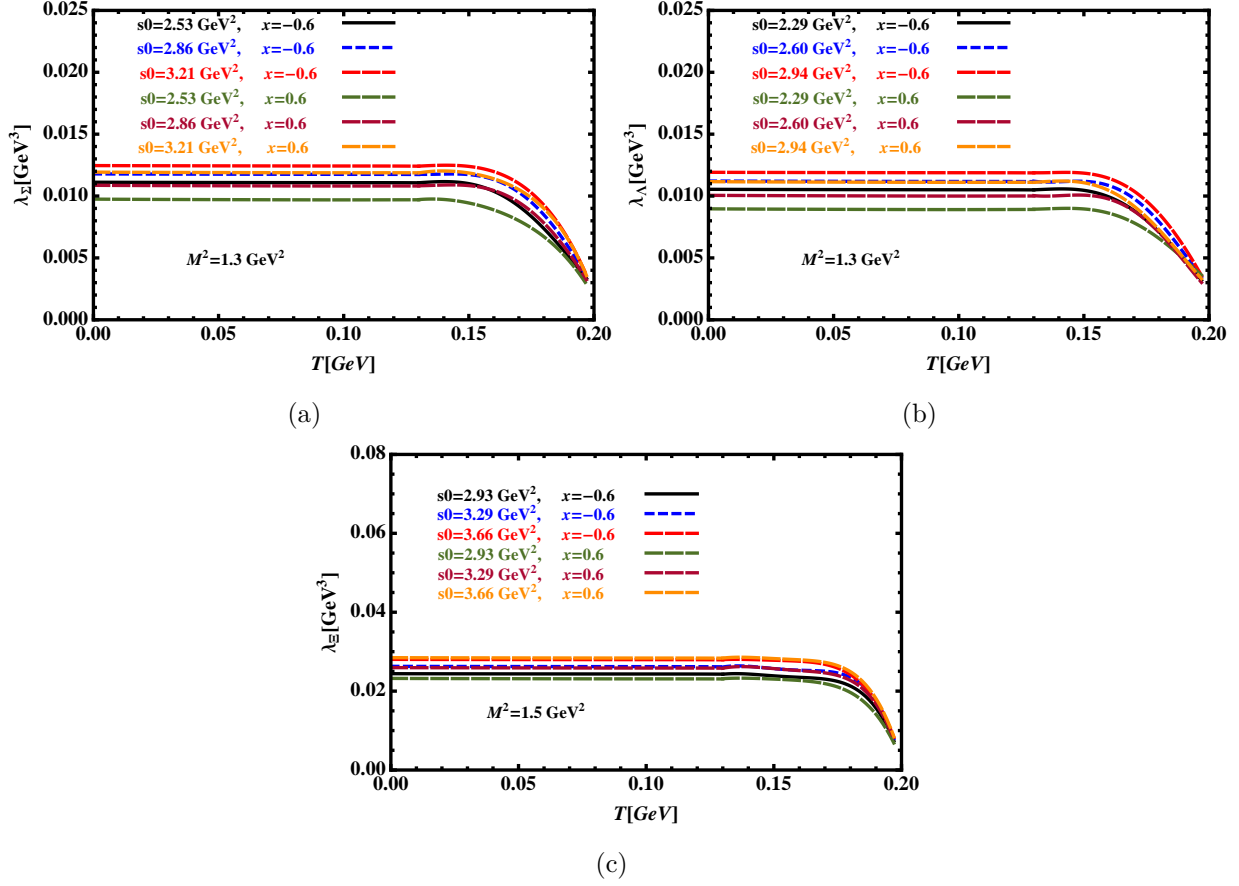 0.025
0.020
0.015
0.010
0.005
0.000
λ_Σ[GeV³]
s0=2.53 GeV², x=−0.6
s0=2.86 GeV², x=−0.6
s0=3.21 GeV², x=−0.6
s0=2.53 GeV², x=0.6
s0=2.86 GeV², x=0.6
s0=3.21 GeV², x=0.6
M²=1.3 GeV²
0.00 0.05 0.10 0.15 0.20
T[GeV]
(a)
0.025
0.020
0.015
0.010
0.005
0.000
λ_Λ[GeV³]
s0=2.29 GeV², x=−0.6
s0=2.60 GeV², x=−0.6
s0=2.94 GeV², x=−0.6
s0=2.29 GeV², x=0.6
s0=2.60 GeV², x=0.6
s0=2.94 GeV², x=0.6
M²=1.3 GeV²
0.00 0.05 0.10 0.15 0.20
T[GeV]
(b)
0.08
0.06
0.04
0.02
0.00
λ_Ξ[GeV³]
s0=2.93 GeV², x=−0.6
s0=3.29 GeV², x=−0.6
s0=3.66 GeV², x=−0.6
s0=2.93 GeV², x=0.6
s0=3.29 GeV², x=0.6
s0=3.66 GeV², x=0.6
M²=1.5 GeV²
0.00 0.05 0.10 0.15 0.20
T[GeV]
(c)